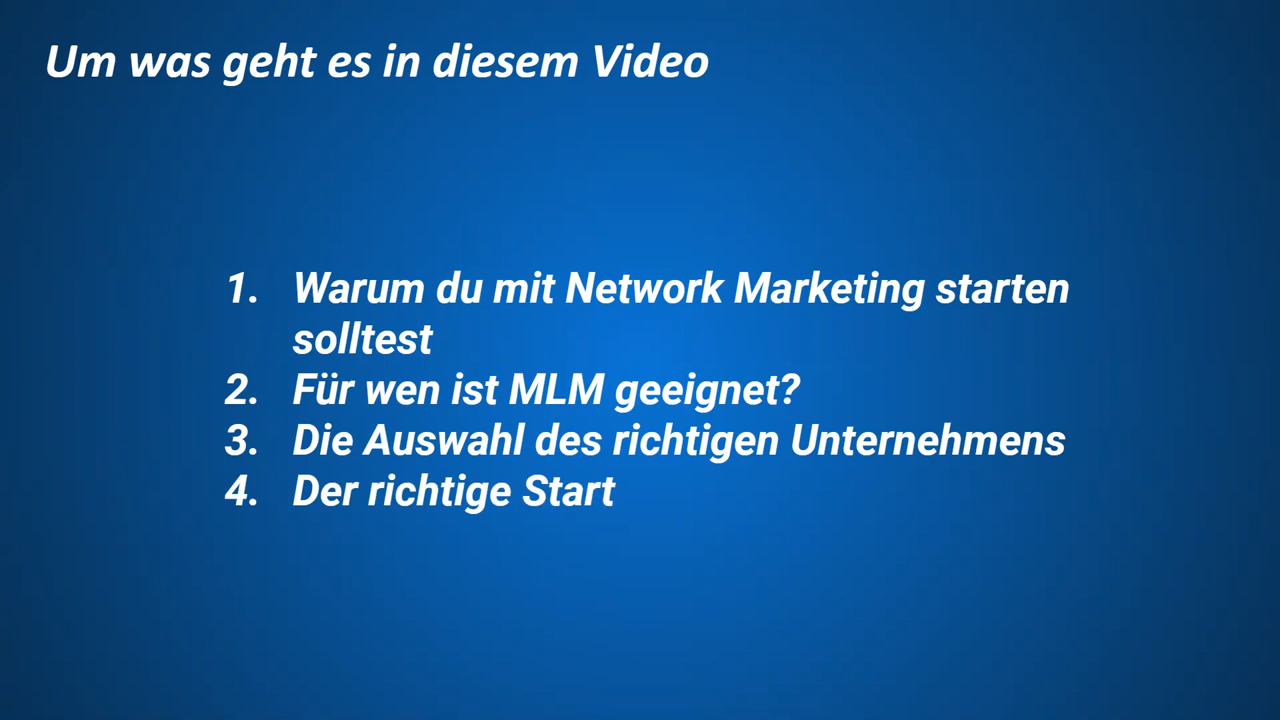 Um was geht es in diesem Video
1. Warum du mit Network Marketing starten
solltest
2. Für wen ist MLM geeignet?
3. Die Auswahl des richtigen Unternehmens
4. Der richtige Start